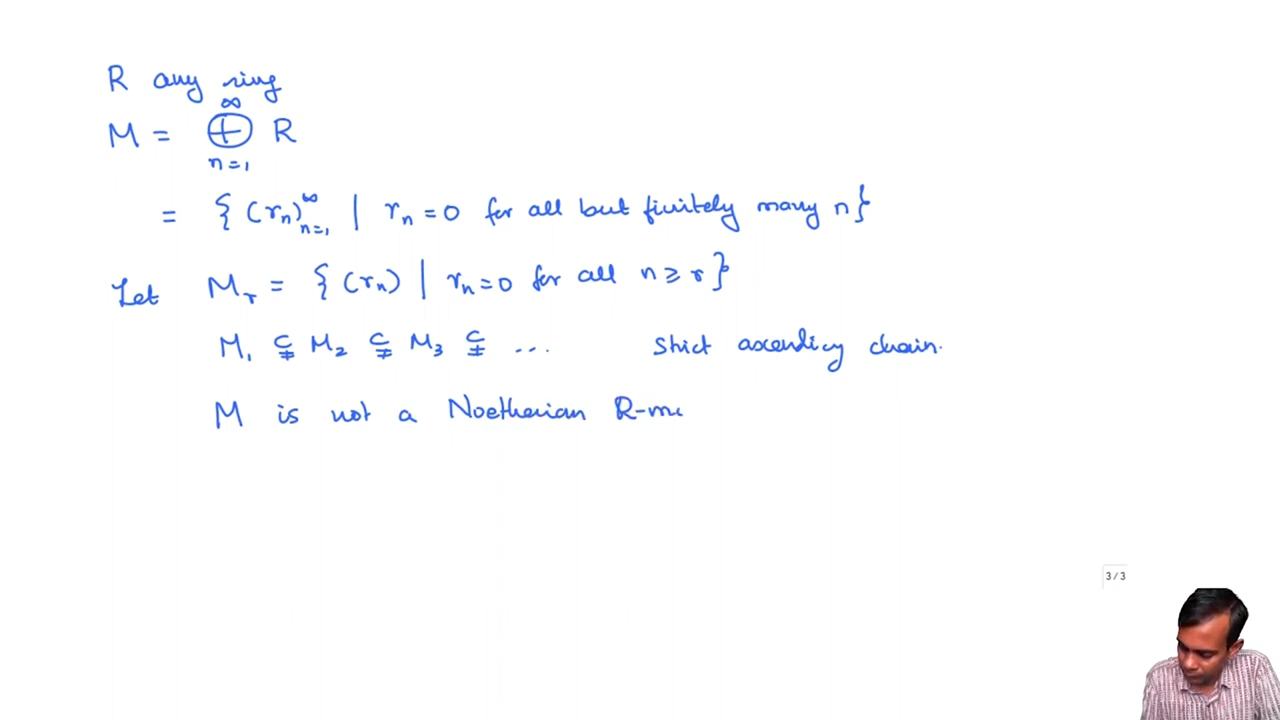 R any ring
M = ⊕_{n=1}^{∞} R
= { (r_n)_{n=1}^{∞} | r_n = 0 for all but finitely many n}
Let M_r = { (r_n) | r_n = 0 for all n ≥ r }
M_1 ⊊ M_2 ⊊ M_3 ⊊ ... strict ascending chain.
M is not a Noetherian R-mo
3 / 3